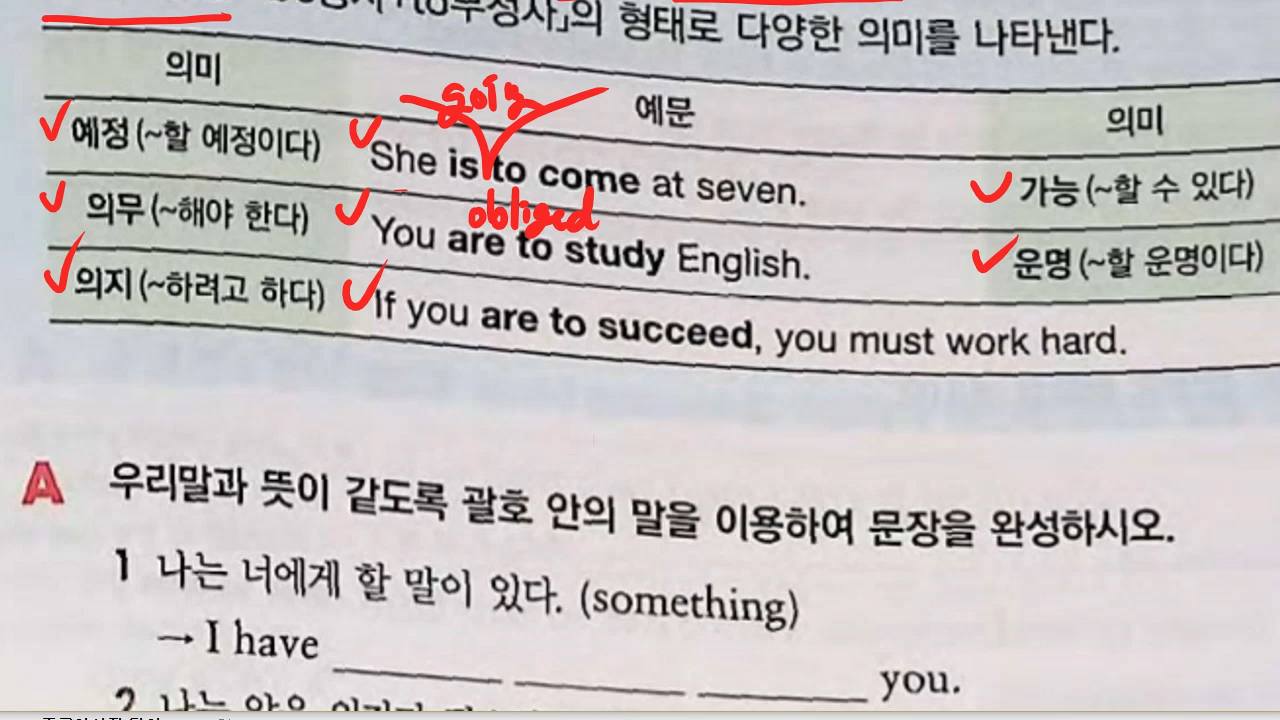 「to부정사」의 형태로 다양한 의미를 나타낸다.
의미 예문 의미
going
예정 (~할 예정이다) She is to come at seven. 가능 (~할 수 있다)
obliged
의무 (~해야 한다) You are to study English. 운명 (~할 운명이다)
의지 (~하려고 하다) If you are to succeed, you must work hard.
A 우리말과 뜻이 같도록 괄호 안의 말을 이용하여 문장을 완성하시오.
1 나는 너에게 할 말이 있다. (something)
→ I have ______ ______ ______ you.
2 나는